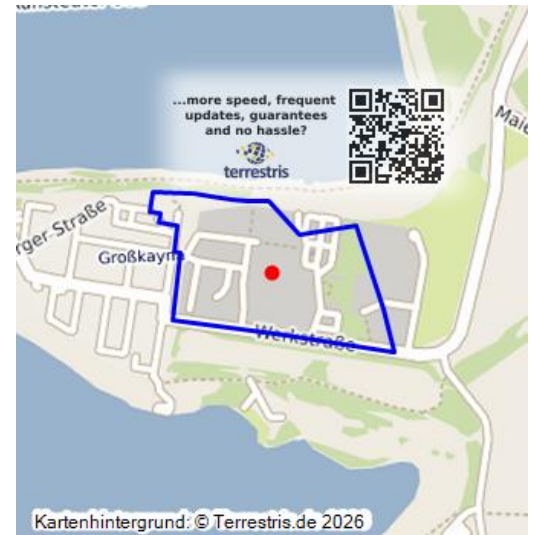 ...more speed, frequent
updates, guarantees
and no hassle?
terrestris
Großkayna
Werkstraße
Kartenhintergrund: © Terrestris.de 2026